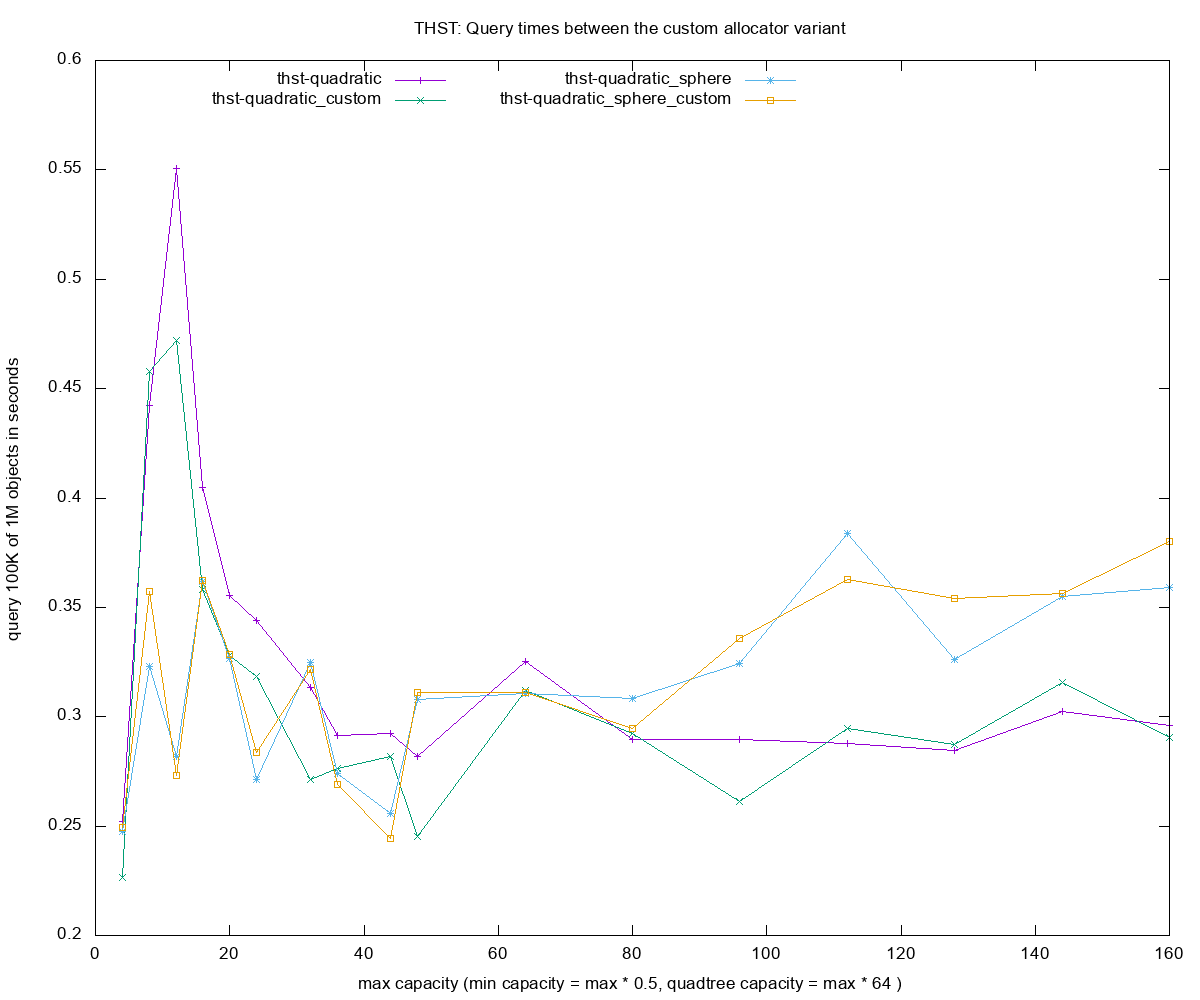 THST: Query times between the custom allocator variant
thst-quadratic
thst-quadratic_custom
thst-quadratic_sphere
thst-quadratic_sphere_custom
query 100K of 1M objects in seconds
0.6
0.55
0.5
0.45
0.4
0.35
0.3
0.25
0.2
0 20 40 60 80 100 120 140 160
max capacity (min capacity = max * 0.5, quadtree capacity = max * 64 )